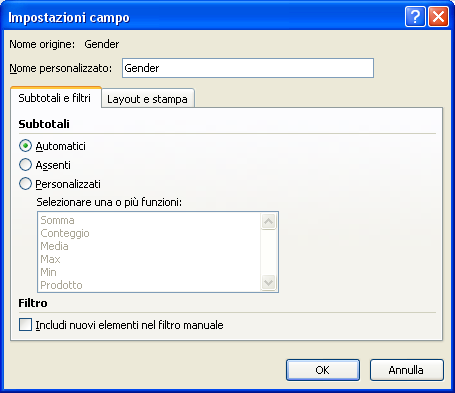 Impostazioni campo
Nome origine: Gender
Nome personalizzato: Gender
Subtotali e filtri Layout e stampa
Subtotali
Automatici
Assenti
Personalizzati
Selezionare una o più funzioni:
Somma
Conteggio
Media
Max
Min
Prodotto
Filtro
Includi nuovi elementi nel filtro manuale
OK Annulla